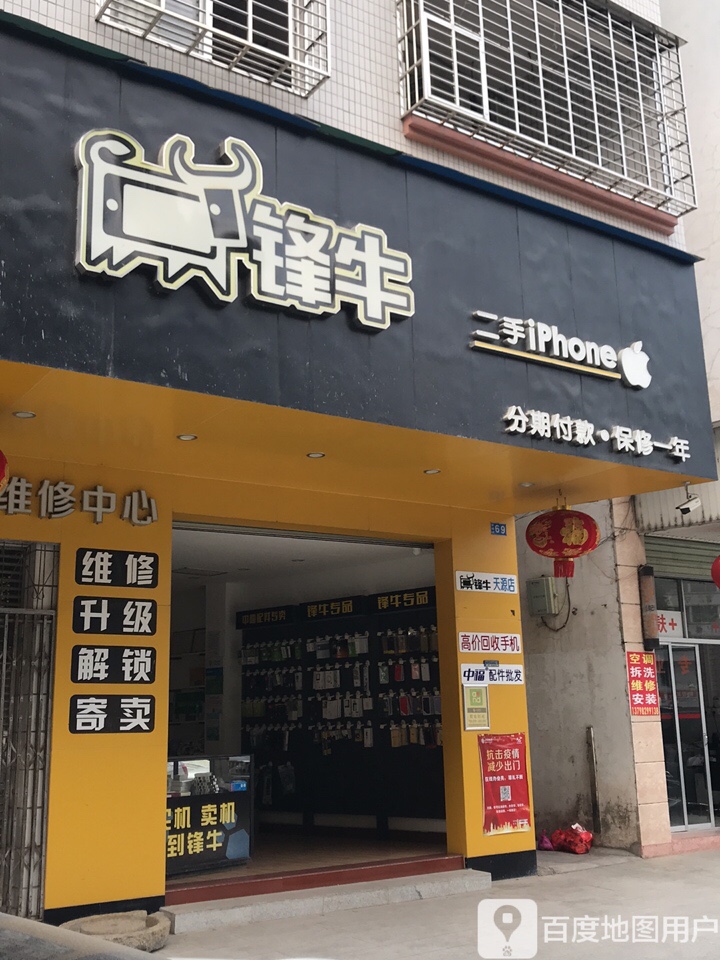 锋牛
二手iPhone
分期付款·保修一年
维修中心
维修
升级
解锁
寄卖
锋牛专品
锋牛专品
69
锋牛 天源店
高价回收手机
中福 配件批发
抗击疫情
减少出门
机 卖机
到锋牛
肤+
空调
拆洗
维修
安装
百度地图用户